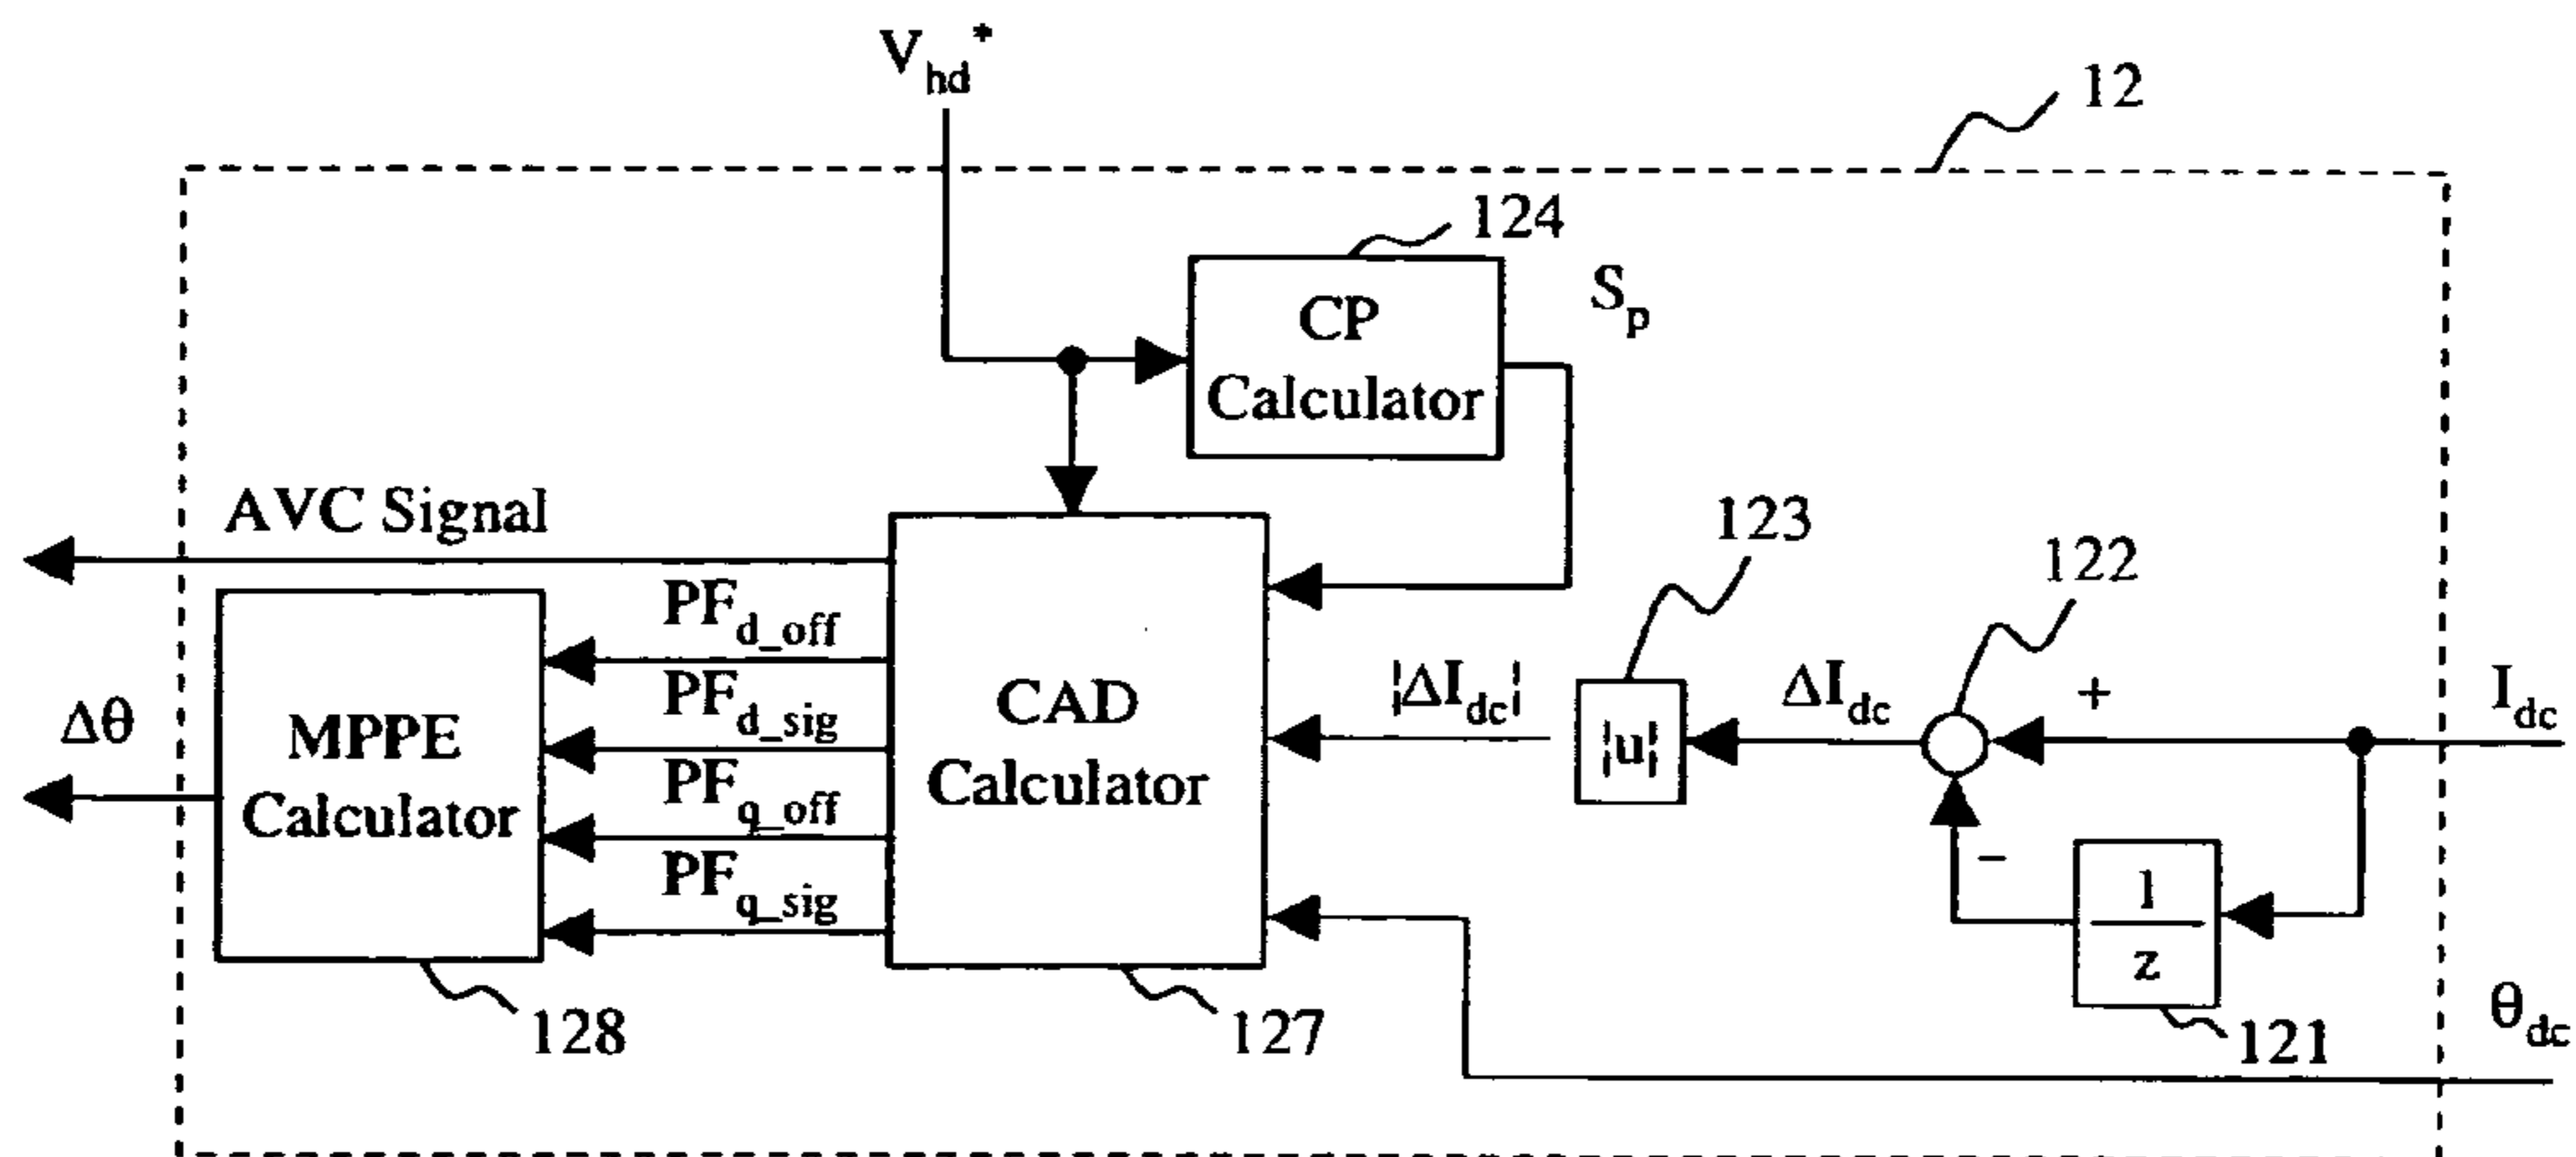 V_hd*
12
124
CP
Calculator
S_p
AVC Signal
123
122
PF_d_off
PF_d_sig
PF_q_off
PF_q_sig
CAD
Calculator
|ΔI_dc|
|u|
ΔI_dc
+
I_dc
Δθ
MPPE
Calculator
−
1
z
θ_dc
128
127
121